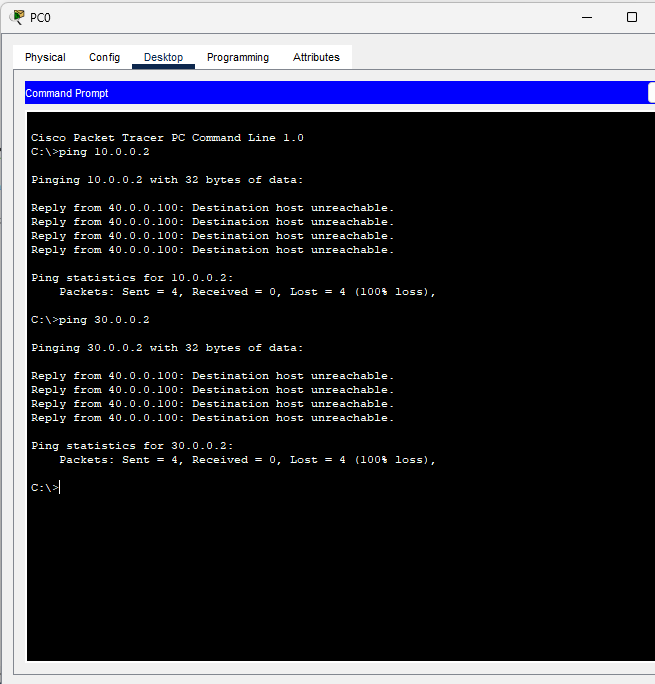 PC0
Physical Config Desktop Programming Attributes
Command Prompt
Cisco Packet Tracer PC Command Line 1.0
C:\>ping 10.0.0.2
Pinging 10.0.0.2 with 32 bytes of data:
Reply from 40.0.0.100: Destination host unreachable.
Reply from 40.0.0.100: Destination host unreachable.
Reply from 40.0.0.100: Destination host unreachable.
Reply from 40.0.0.100: Destination host unreachable.
Ping statistics for 10.0.0.2:
    Packets: Sent = 4, Received = 0, Lost = 4 (100% loss),
C:\>ping 30.0.0.2
Pinging 30.0.0.2 with 32 bytes of data:
Reply from 40.0.0.100: Destination host unreachable.
Reply from 40.0.0.100: Destination host unreachable.
Reply from 40.0.0.100: Destination host unreachable.
Reply from 40.0.0.100: Destination host unreachable.
Ping statistics for 30.0.0.2:
    Packets: Sent = 4, Received = 0, Lost = 4 (100% loss),
C:\>